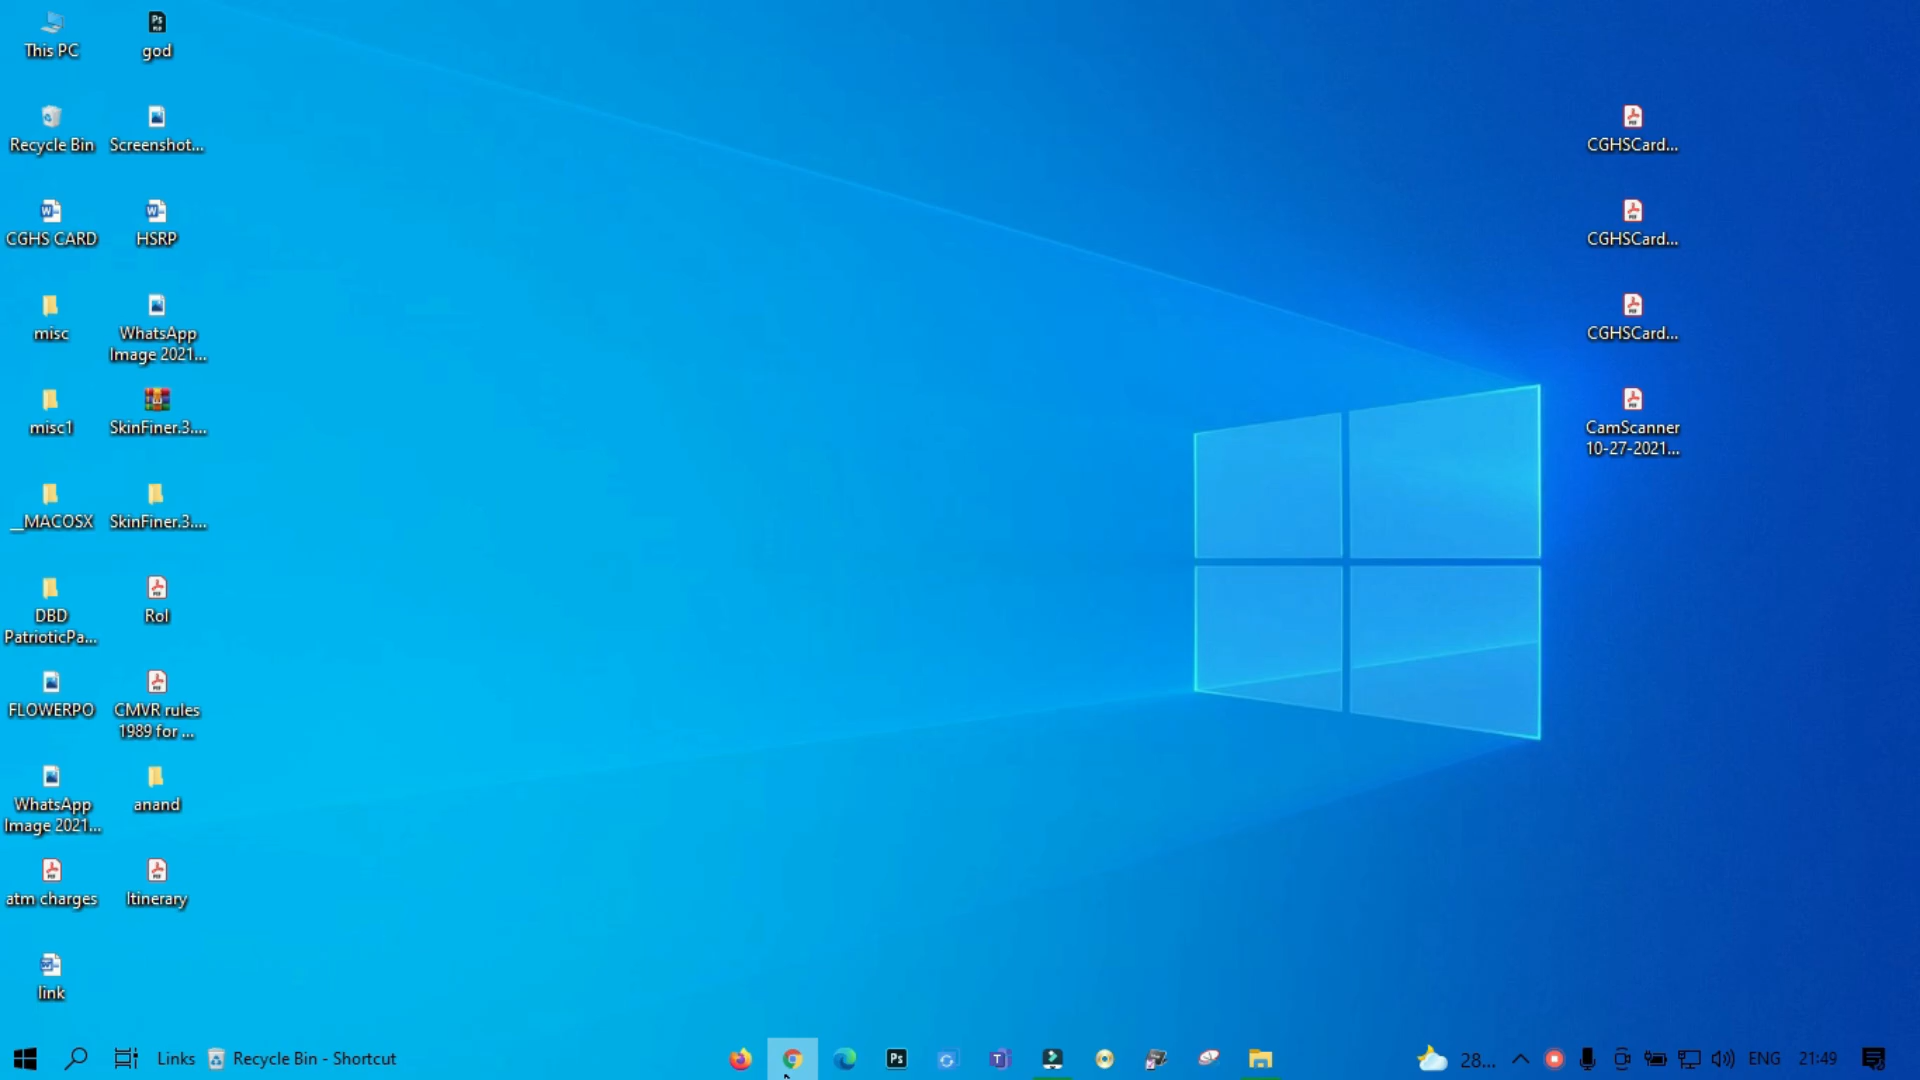 This PC
god
Recycle Bin
Screenshot...
CGHS CARD
HSRP
misc
WhatsApp
Image 2021...
misc1
SkinFiner.3....
__MACOSX
SkinFiner.3....
DBD
PatrioticPa...
RoI
FLOWERPO
CMVR rules
1989 for ...
WhatsApp
Image 2021...
anand
atm charges
Itinerary
link
CGHSCard...
CGHSCard...
CGHSCard...
CamScanner
10-27-2021...
Links
Recycle Bin - Shortcut
Ps
28...
ENG
21:49